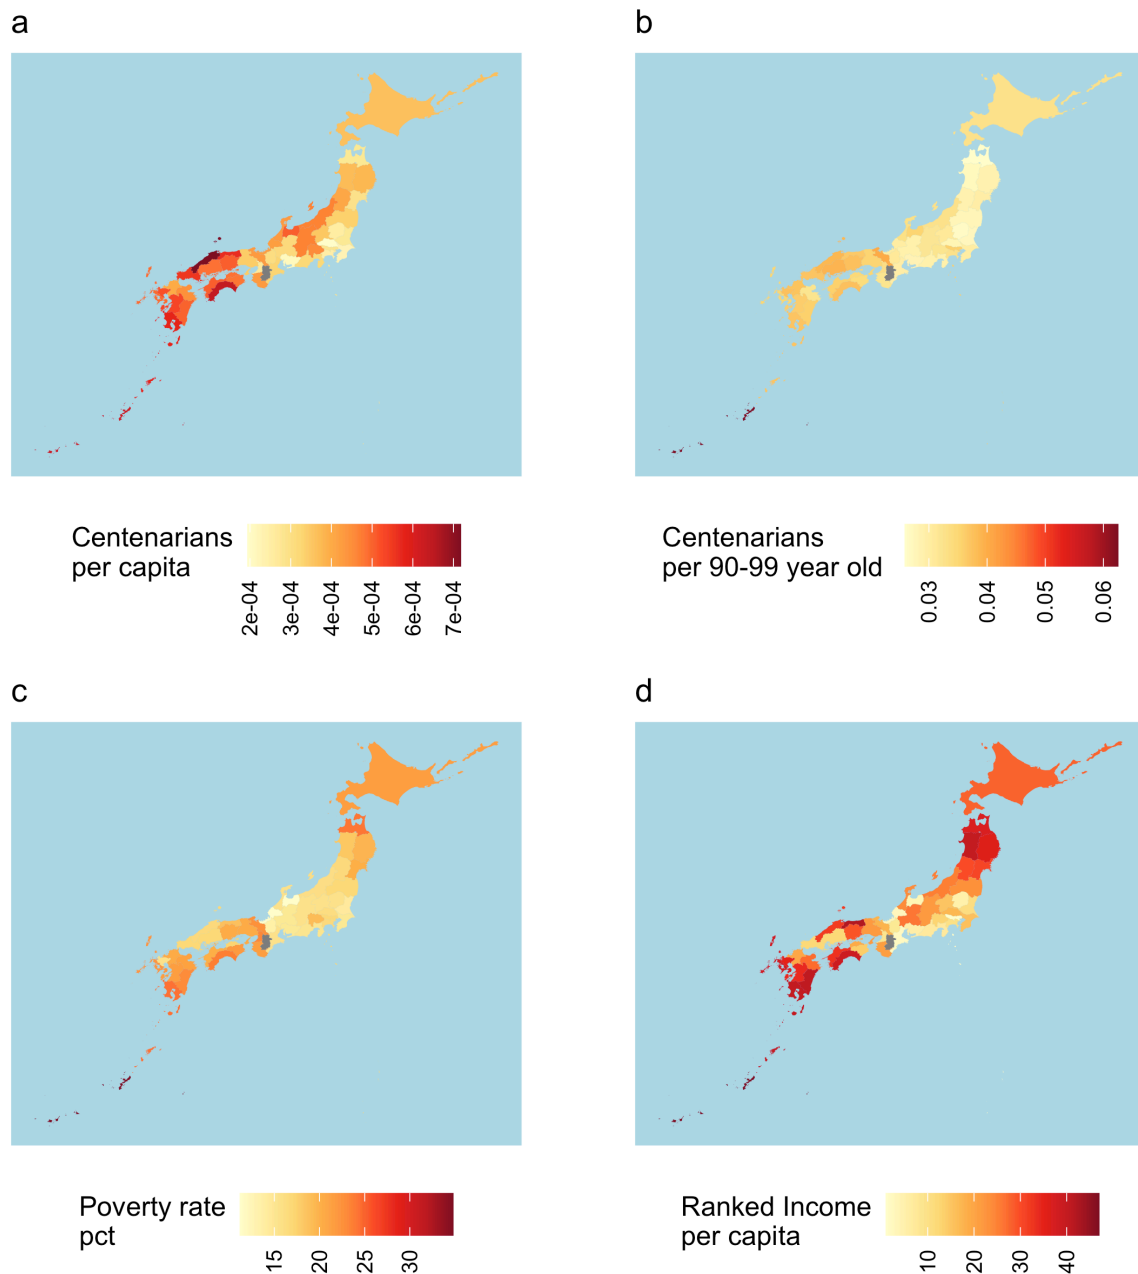 a
b
Centenarians
per capita
2e-04
3e-04
4e-04
5e-04
6e-04
7e-04
Centenarians
per 90-99 year old
0.03
0.04
0.05
0.06
c
d
Poverty rate
pct
15
20
25
30
Ranked Income
per capita
10
20
30
40